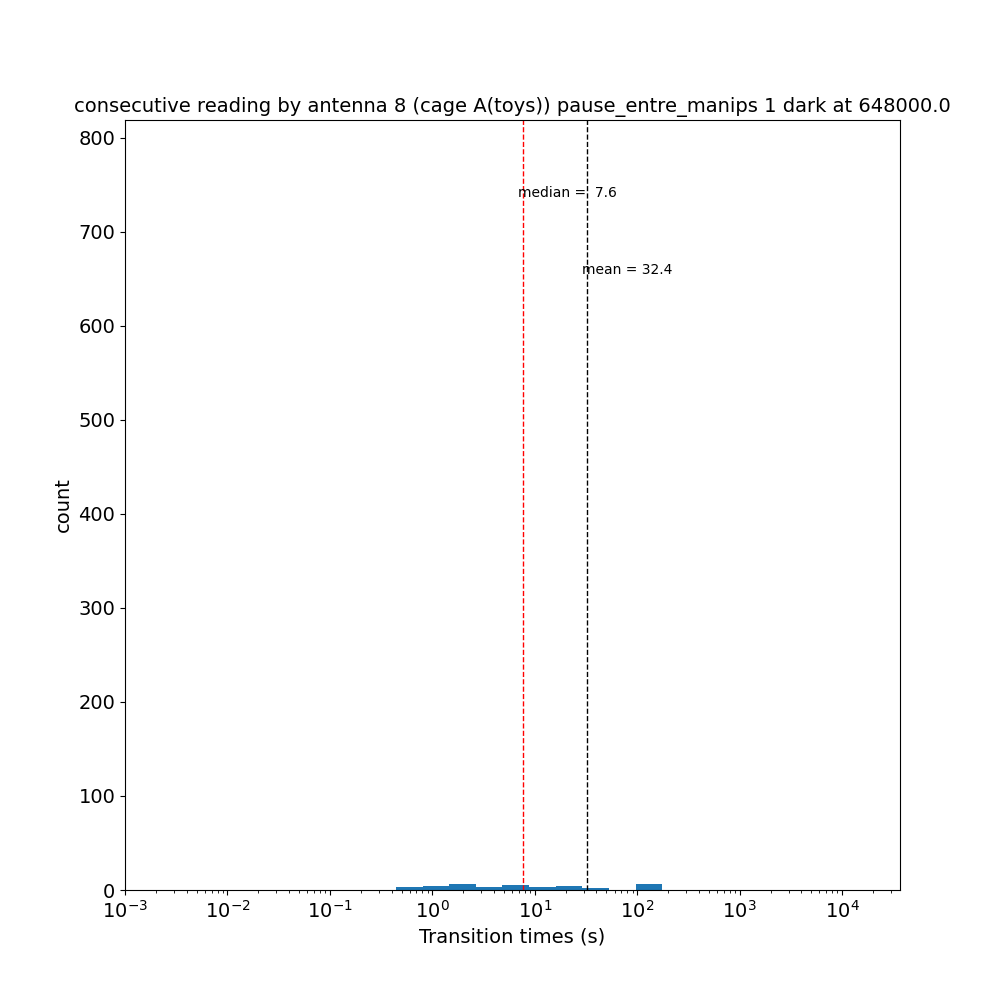 consecutive reading by antenna 8 (cage A(toys)) pause_entre_manips 1 dark at 648000.0
800
median =  7.6
700
mean = 32.4
600
500
400
count
300
200
100
0
10⁻³ 10⁻² 10⁻¹ 10⁰ 10¹ 10² 10³ 10⁴
Transition times (s)